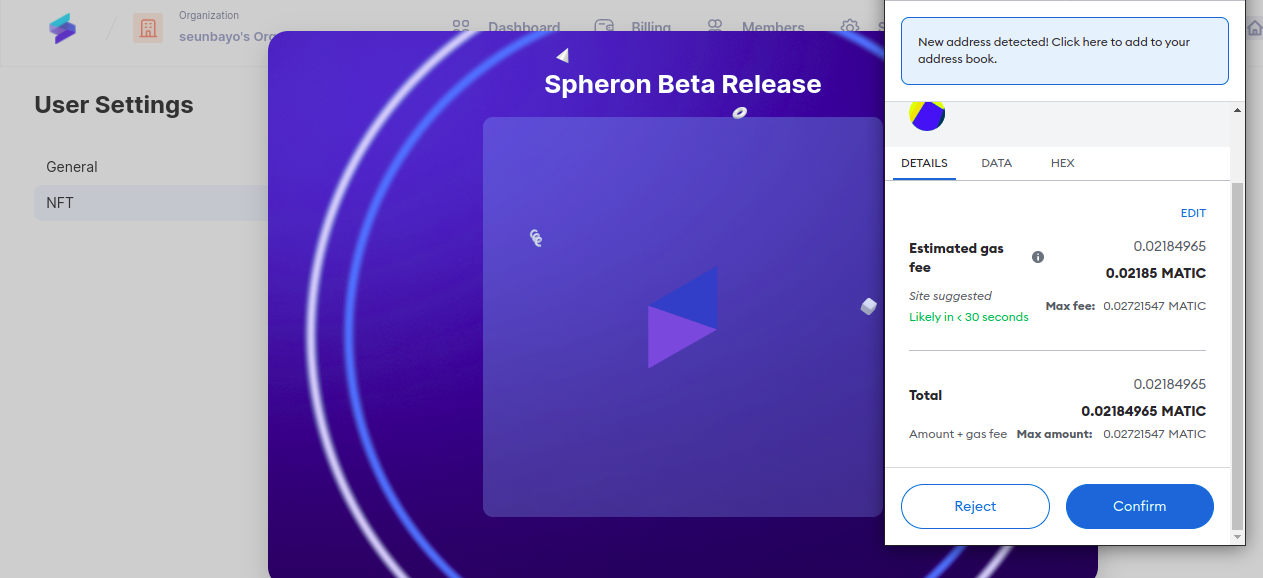 Organization
seunbayo's Org
Dashboard
Billing
Members
User Settings
General
NFT
Spheron Beta Release
New address detected! Click here to add to your
address book.
DETAILS DATA HEX
EDIT
Estimated gas
fee
0.02184965
0.02185 MATIC
Site suggested
Likely in < 30 seconds
Max fee: 0.02721547 MATIC
Total
0.02184965
0.02184965 MATIC
Amount + gas fee Max amount: 0.02721547 MATIC
Reject Confirm